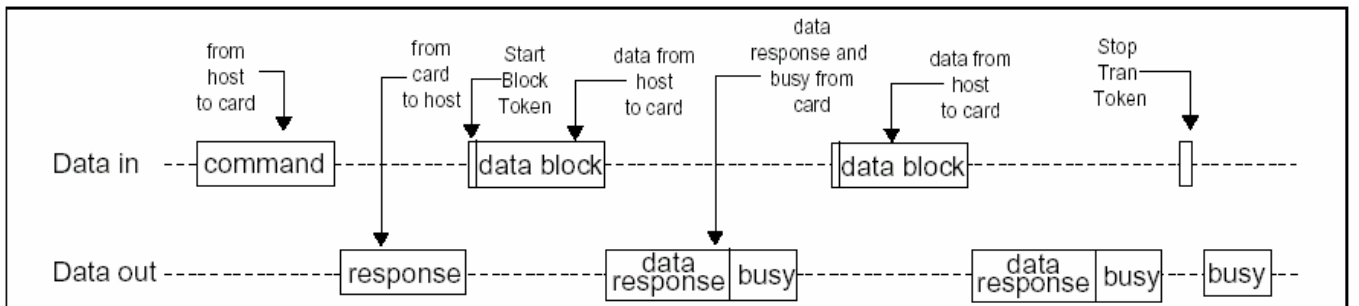 from
host
to card
from
card
to host
Start
Block
Token
data from
host
to card
data
response and
busy from
card
data from
host
to card
Stop
Tran
Token
Data in
command
data block
data block
Data out
response
data
response
busy
data
response
busy
busy